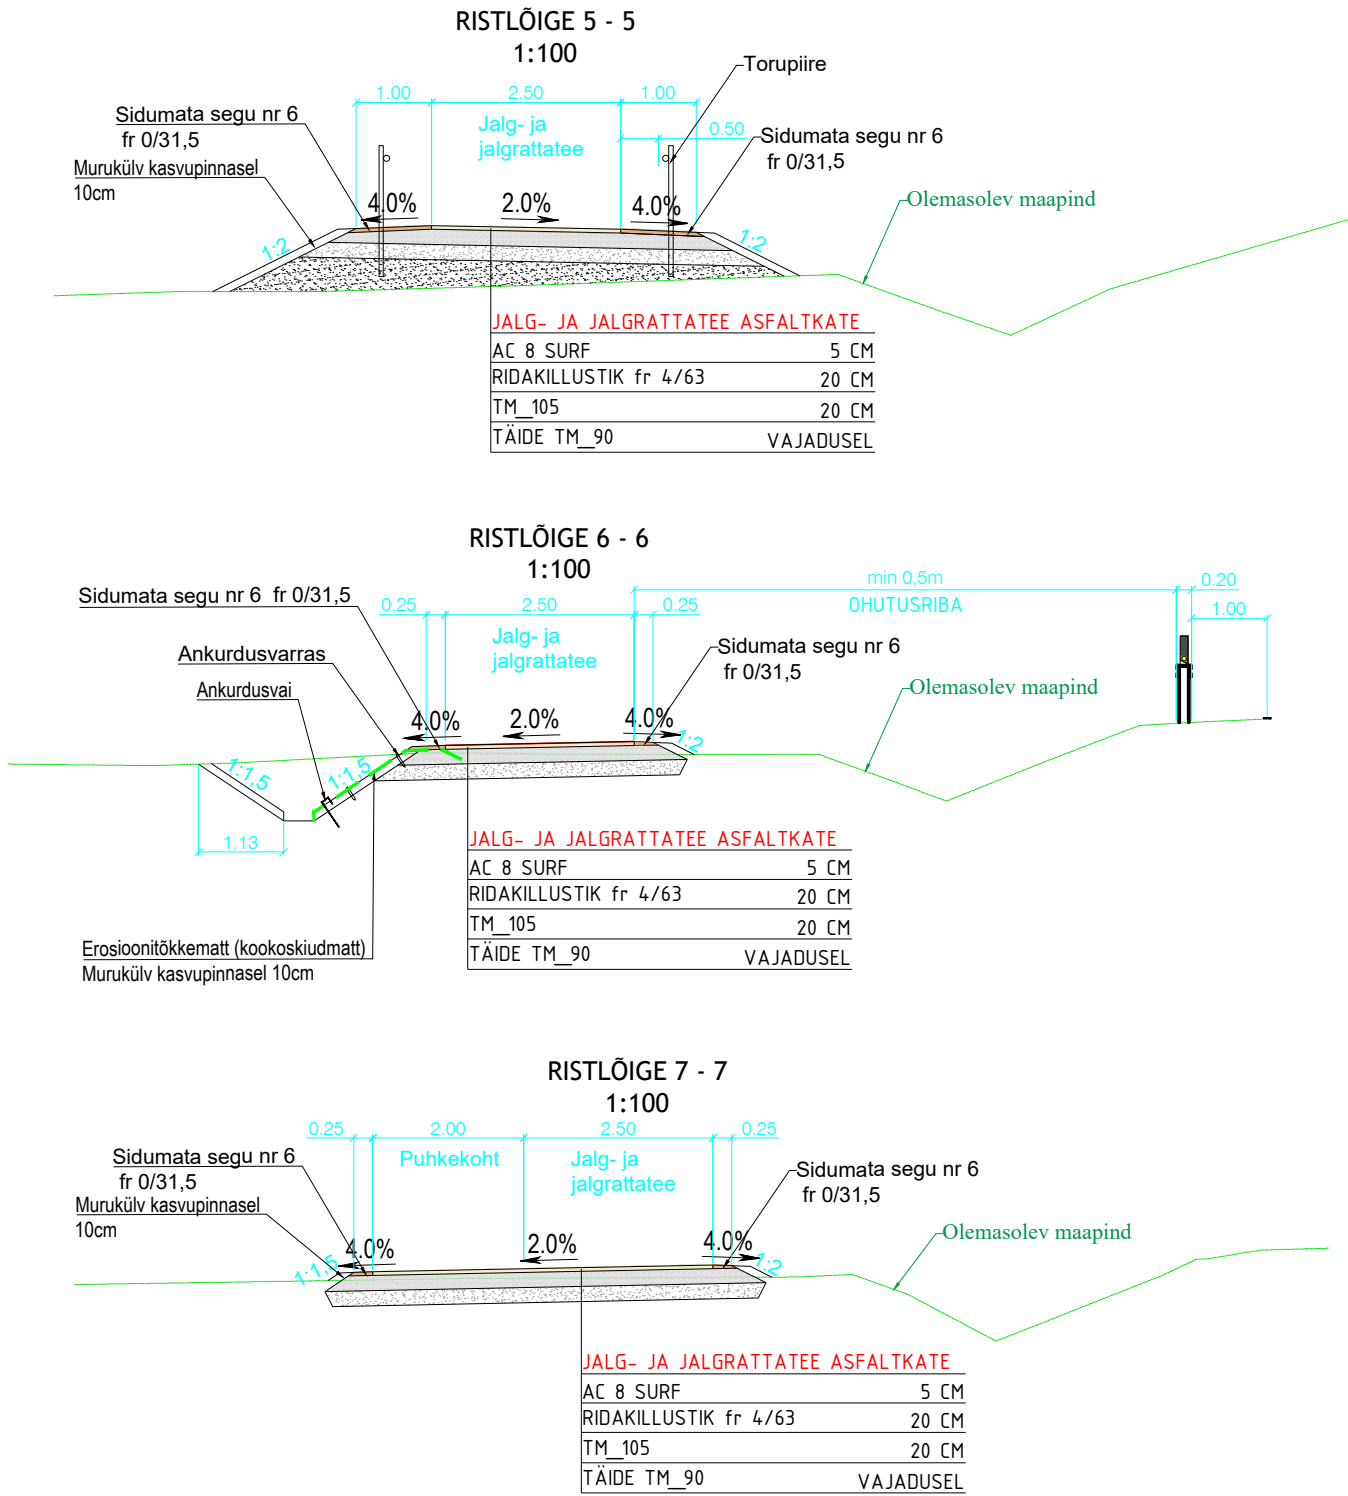 RISTLÕIGE 5 - 5
1:100
Torupiire
1.00
2.50
1.00
Sidumata segu nr 6
fr 0/31,5
Jalg- ja
jalgrattatee
0.50
Sidumata segu nr 6
fr 0/31,5
Murukülv kasvupinnasel
10cm
4.0%
2.0%
4.0%
Olemasolev maapind
1:2
1:2
JALG- JA JALGRATTATEE ASFALTKATE
AC 8 SURF 5 CM
RIDAKILLUSTIK fr 4/63 20 CM
TM_105 20 CM
TÄIDE TM_90 VAJADUSEL
RISTLÕIGE 6 - 6
1:100
min 0,5m
OHUTUSRIBA
0.20
1.00
Sidumata segu nr 6 fr 0/31,5
0.25
2.50
0.25
Jalg- ja
jalgrattatee
Sidumata segu nr 6
fr 0/31,5
Ankurdusvarras
Ankurdusvai
Olemasolev maapind
4.0%
2.0%
4.0%
1:2
1:1,5
1:1,5
1.13
JALG- JA JALGRATTATEE ASFALTKATE
AC 8 SURF 5 CM
RIDAKILLUSTIK fr 4/63 20 CM
TM_105 20 CM
TÄIDE TM_90 VAJADUSEL
Erosioonitõkkematt (kookoskiudmatt)
Murukülv kasvupinnasel 10cm
RISTLÕIGE 7 - 7
1:100
0.25
2.00
2.50
0.25
Sidumata segu nr 6
fr 0/31,5
Puhkekoht
Jalg- ja
jalgrattatee
Sidumata segu nr 6
fr 0/31,5
Murukülv kasvupinnasel
10cm
4.0%
2.0%
4.0%
Olemasolev maapind
1:1,5
1:2
JALG- JA JALGRATTATEE ASFALTKATE
AC 8 SURF 5 CM
RIDAKILLUSTIK fr 4/63 20 CM
TM_105 20 CM
TÄIDE TM_90 VAJADUSEL